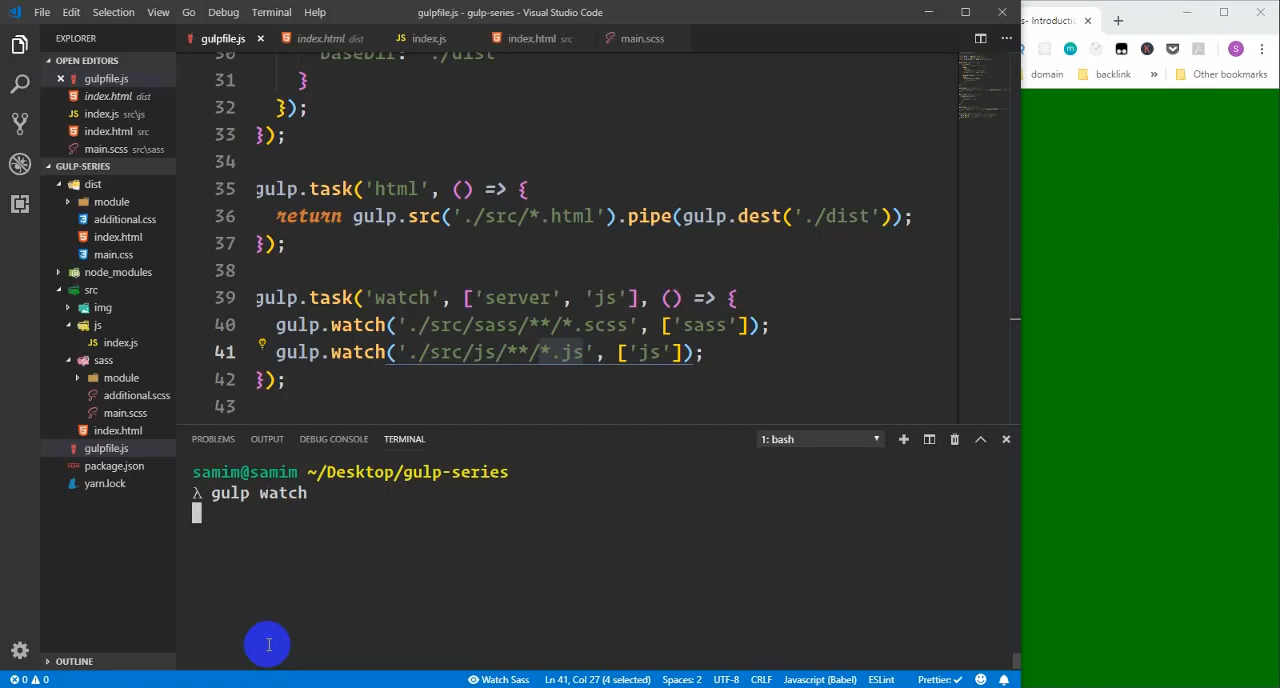 File Edit Selection View Go Debug Terminal Help
gulpfile.js - gulp-series - Visual Studio Code
s- Introductio
EXPLORER
gulpfile.js
index.html dist
index.js
index.html src
main.scss
OPEN EDITORS
gulpfile.js
index.html dist
index.js src\js
index.html src
main.scss src\sass
GULP-SERIES
dist
module
additional.css
index.html
main.css
node_modules
src
img
js
index.js
sass
module
additional.scss
main.scss
index.html
gulpfile.js
package.json
yarn.lock
OUTLINE
30 baseDir: './dist'
31 }
32 });
33 });
34
35 gulp.task('html', () => {
36 return gulp.src('./src/*.html').pipe(gulp.dest('./dist'));
37 });
38
39 gulp.task('watch', ['server', 'js'], () => {
40 gulp.watch('./src/sass/**/*.scss', ['sass']);
41 gulp.watch('./src/js/**/*.js', ['js']);
42 });
43
PROBLEMS OUTPUT DEBUG CONSOLE TERMINAL
1: bash
samim@samim ~/Desktop/gulp-series
λ gulp watch
domain backlink » Other bookmarks
0 0 Watch Sass Ln 41, Col 27 (4 selected) Spaces: 2 UTF-8 CRLF Javascript (Babel) ESLint Prettier: ✓